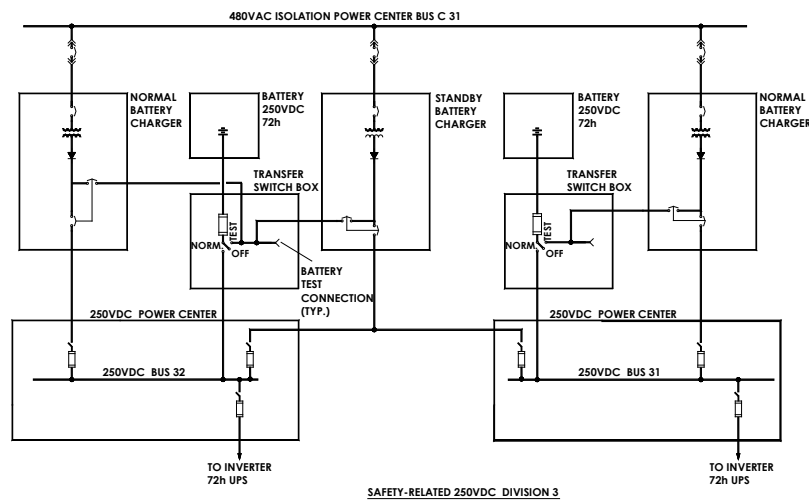 480VAC ISOLATION POWER CENTER BUS C 31
NORMAL
BATTERY
CHARGER
BATTERY
250VDC
72h
STANDBY
BATTERY
CHARGER
BATTERY
250VDC
72h
NORMAL
BATTERY
CHARGER
TRANSFER
SWITCH BOX
TRANSFER
SWITCH BOX
TEST
NORM.
OFF
TEST
NORM.
OFF
BATTERY
TEST
CONNECTION
(TYP.)
250VDC POWER CENTER
250VDC POWER CENTER
250VDC BUS 32
250VDC BUS 31
TO INVERTER
72h UPS
TO INVERTER
72h UPS
SAFETY-RELATED 250VDC DIVISION 3